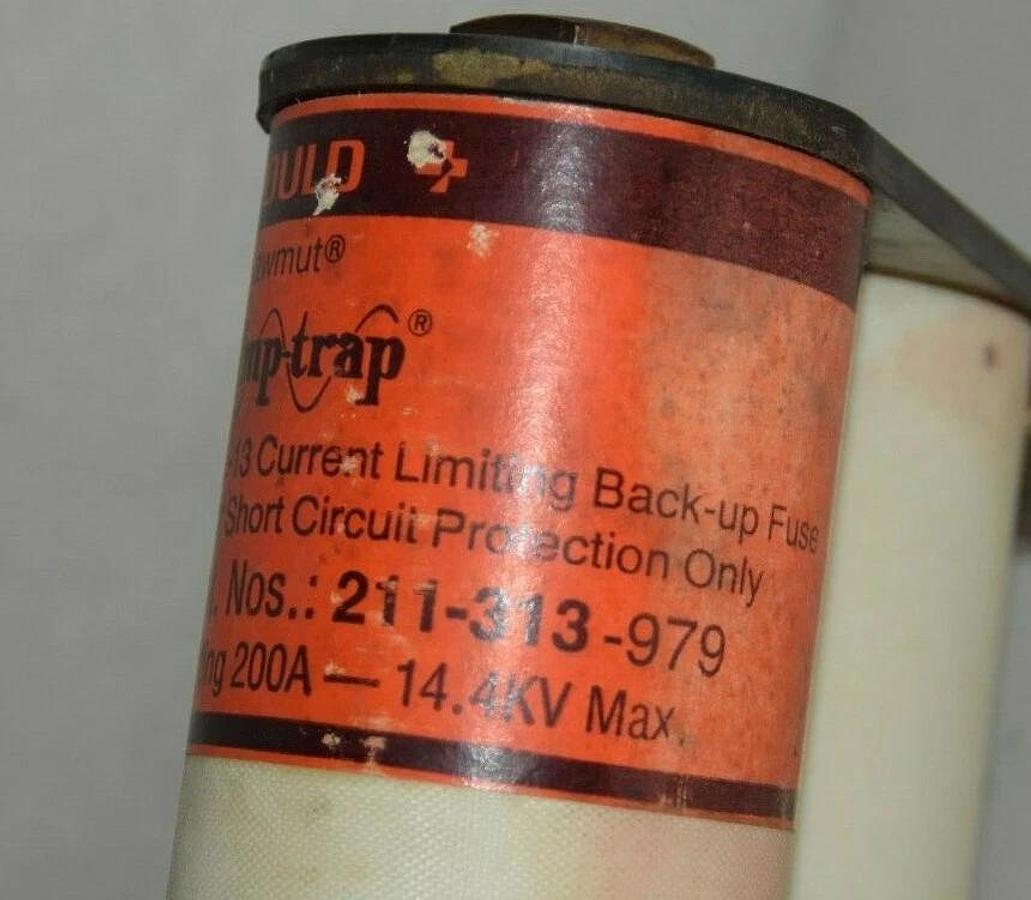 OULD
awmut®
mp-trap®
-13 Current Limiting Back-up Fuse
Short Circuit Protection Only
. Nos.: 211-313-979
ng 200A — 14.4KV Max.